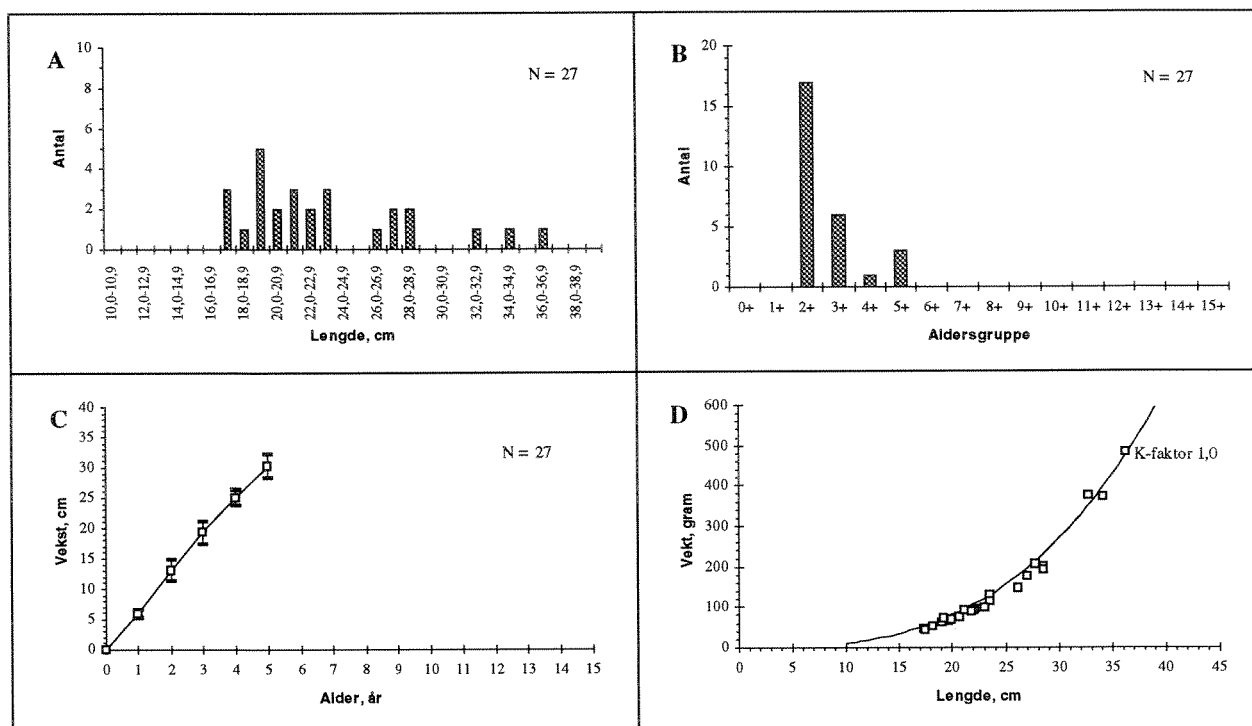 A
N = 27
10
8
6
4
2
0
Antal
10,0-10,9
12,0-12,9
14,0-14,9
16,0-16,9
18,0-18,9
20,0-20,9
22,0-22,9
24,0-24,9
26,0-26,9
28,0-28,9
30,0-30,9
32,0-32,9
34,0-34,9
36,0-36,9
38,0-38,9
Lengde, cm
B
N = 27
20
15
10
5
0
Antal
0+ 1+ 2+ 3+ 4+ 5+ 6+ 7+ 8+ 9+ 10+ 11+ 12+ 13+ 14+ 15+
Aldersgruppe
C
N = 27
40
35
30
25
20
15
10
5
0
Vekst, cm
0 1 2 3 4 5 6 7 8 9 10 11 12 13 14 15
Alder, år
D
K-faktor 1,0
600
500
400
300
200
100
0
Vekt, gram
0 5 10 15 20 25 30 35 40 45
Lengde, cm